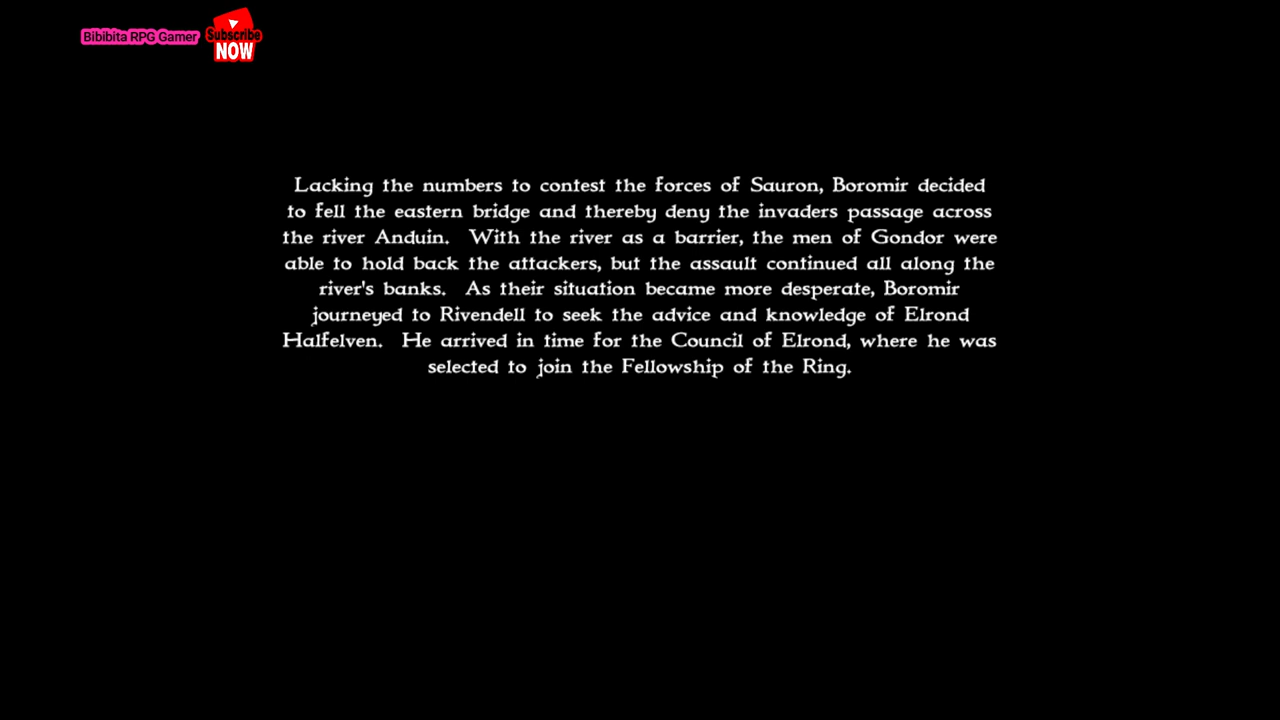 Bibibita RPG Gamer
Subscribe
NOW
Lacking the numbers to contest the forces of Sauron, Boromir decided
to fell the eastern bridge and thereby deny the invaders passage across
the river Anduin.  With the river as a barrier, the men of Gondor were
able to hold back the attackers, but the assault continued all along the
river's banks.  As their situation became more desperate, Boromir
journeyed to Rivendell to seek the advice and knowledge of Elrond
Halfelven.  He arrived in time for the Council of Elrond, where he was
selected to join the Fellowship of the Ring.